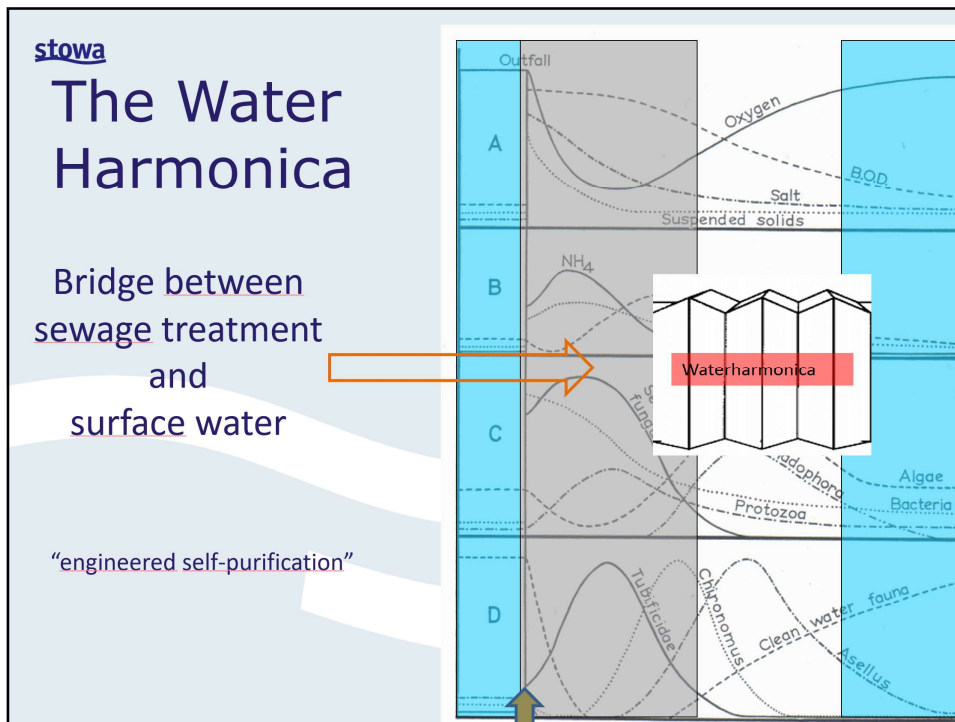 stowa
The Water
Harmonica
Bridge between
sewage treatment
and
surface water
“engineered self-purification”
Outfall
A
Oxygen
B.O.D.
Salt
Suspended solids
B
NH4
Waterharmonica
C
Algae
Bacteria
Protozoa
D
Tubificidae
Chironomus
Clean water fauna
Asellus